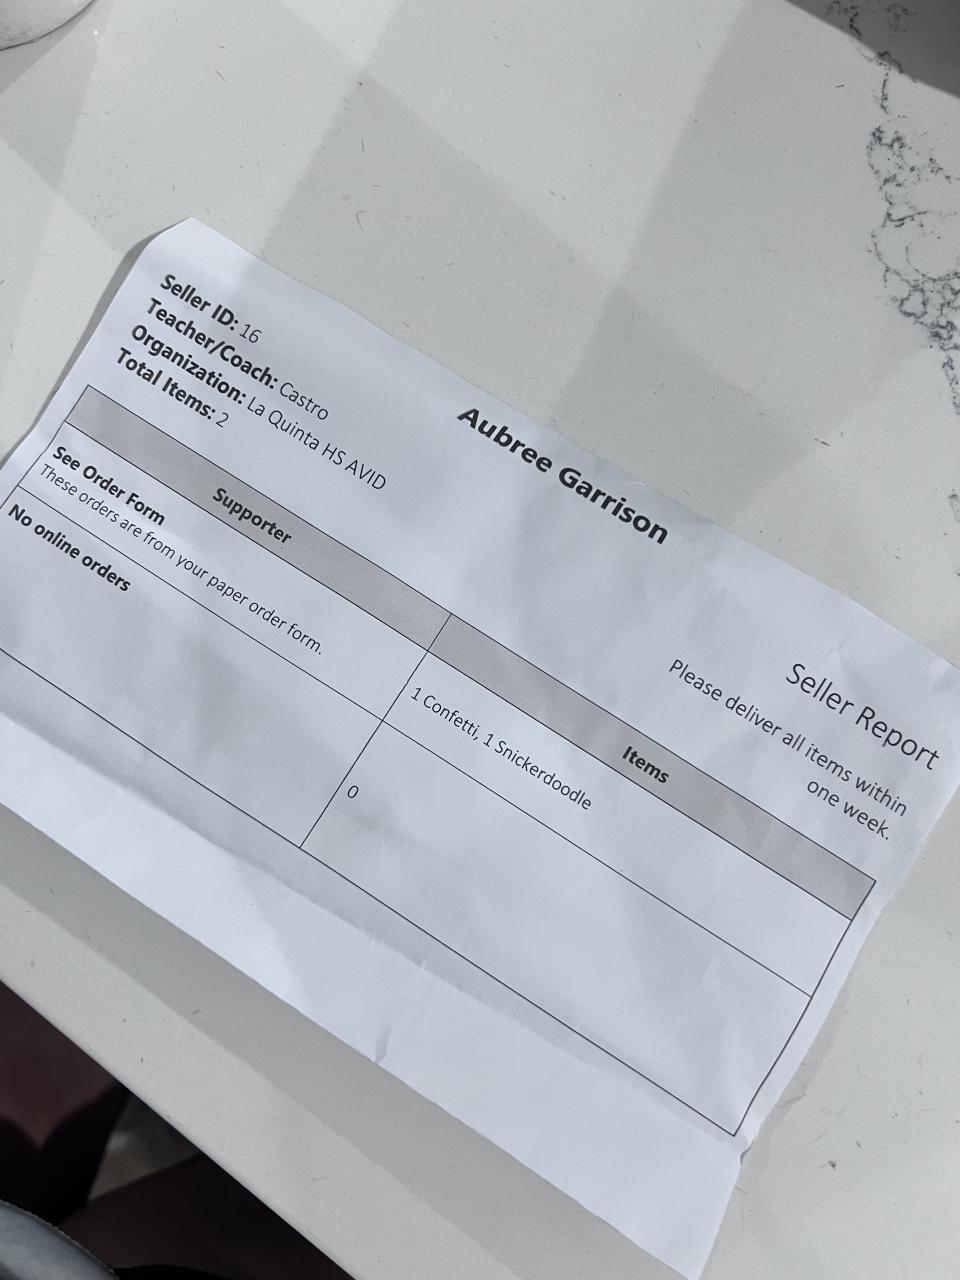 Seller ID: 16
Teacher/Coach: Castro
Organization: La Quinta HS AVID
Total Items: 2
Aubree Garrison
Seller Report
Please deliver all items within
one week.
Supporter
Items
See Order Form
These orders are from your paper order form.
1 Confetti, 1 Snickerdoodle
No online orders
0